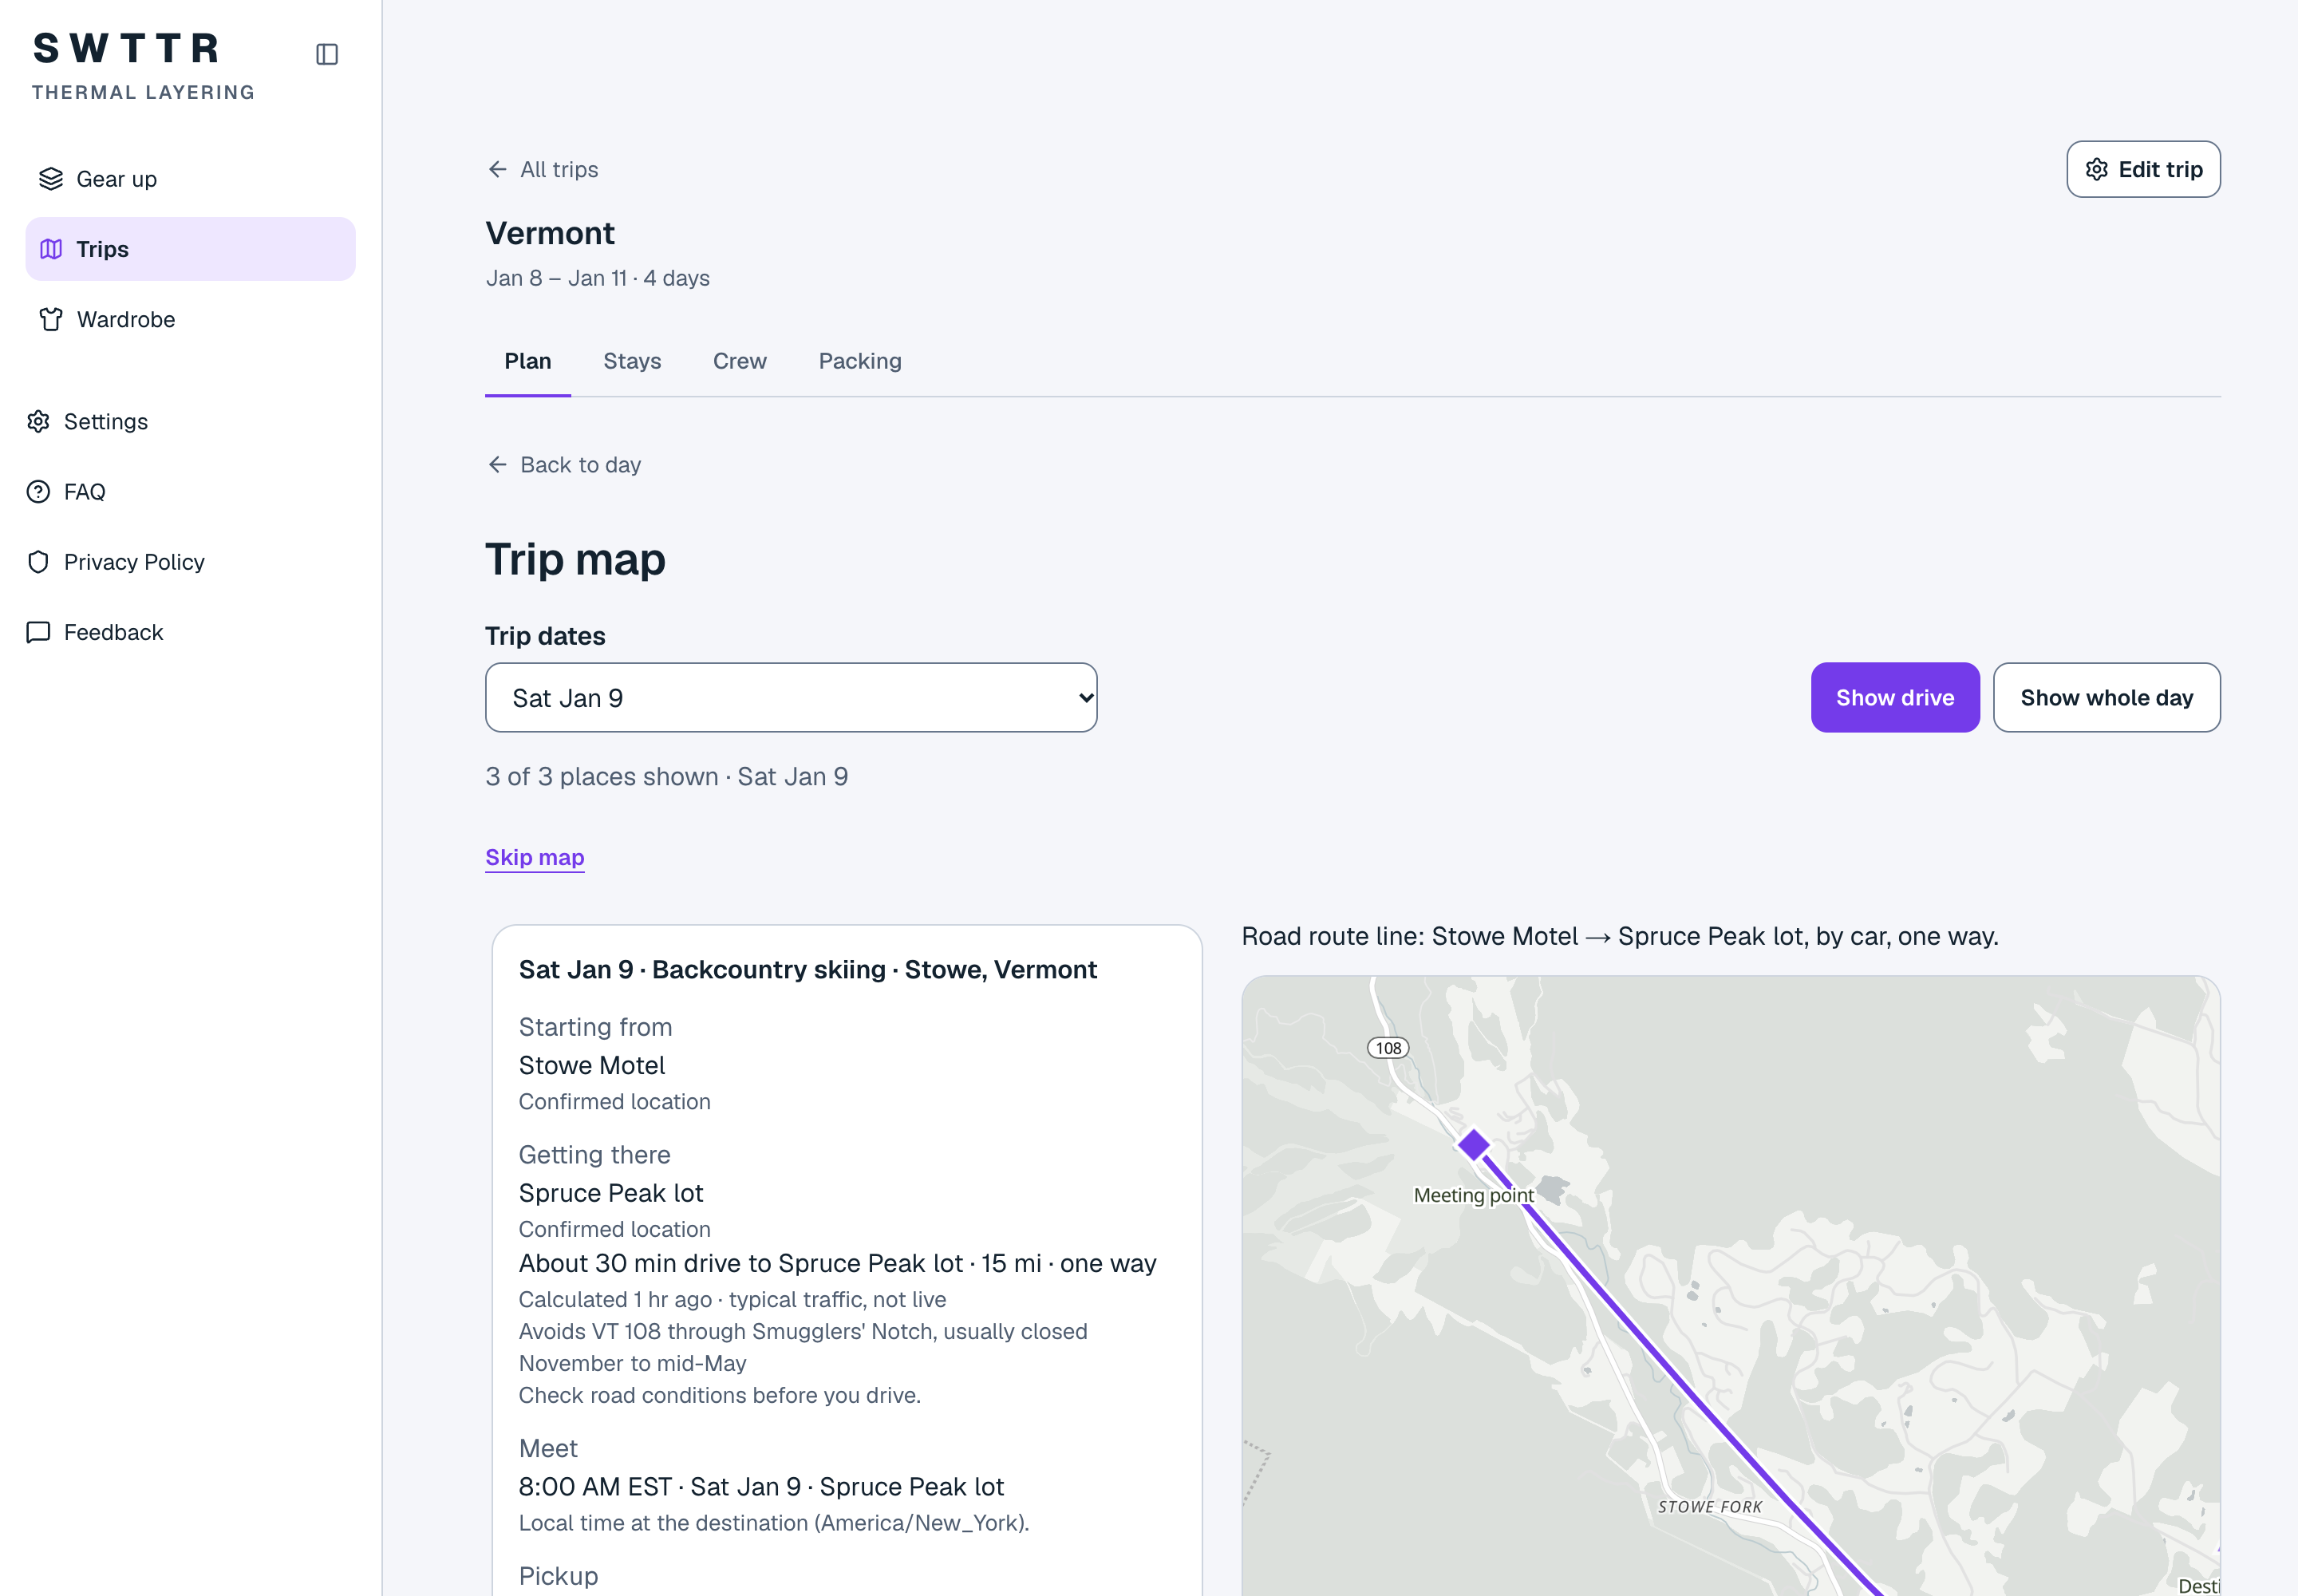 SWTTR
THERMAL LAYERING
Gear up
Trips
Wardrobe
Settings
FAQ
Privacy Policy
Feedback
All trips
Edit trip
Vermont
Jan 8 – Jan 11 · 4 days
Plan
Stays
Crew
Packing
Back to day
Trip map
Trip dates
Sat Jan 9
Show drive
Show whole day
3 of 3 places shown · Sat Jan 9
Skip map
Sat Jan 9 · Backcountry skiing · Stowe, Vermont
Starting from
Stowe Motel
Confirmed location
Getting there
Spruce Peak lot
Confirmed location
About 30 min drive to Spruce Peak lot · 15 mi · one way
Calculated 1 hr ago · typical traffic, not live
Avoids VT 108 through Smugglers' Notch, usually closed
November to mid-May
Check road conditions before you drive.
Meet
8:00 AM EST · Sat Jan 9 · Spruce Peak lot
Local time at the destination (America/New_York).
Pickup
Road route line: Stowe Motel → Spruce Peak lot, by car, one way.
108
Meeting point
STOWE FORK
Desti